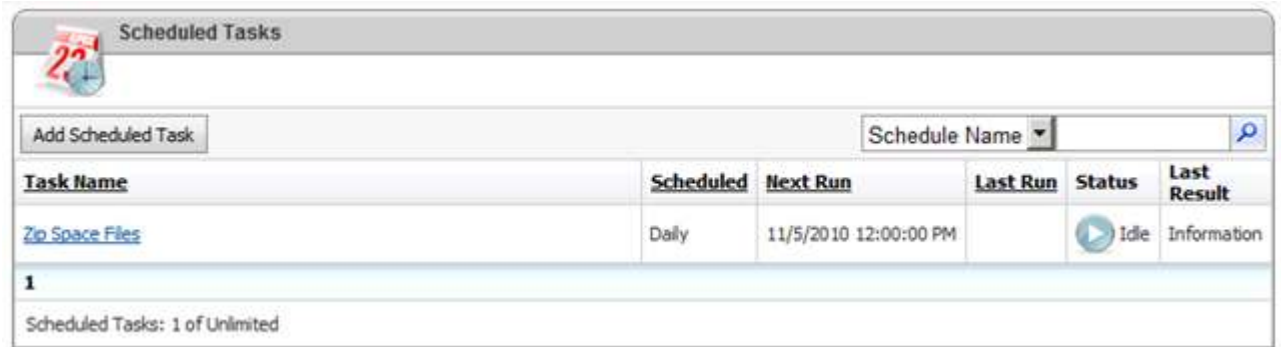 Scheduled Tasks
23
Add Scheduled Task
Schedule Name
Task Name Scheduled Next Run Last Run Status Last Result
Zip Space Files Daily 11/5/2010 12:00:00 PM Idle Information
1
Scheduled Tasks: 1 of Unlimited